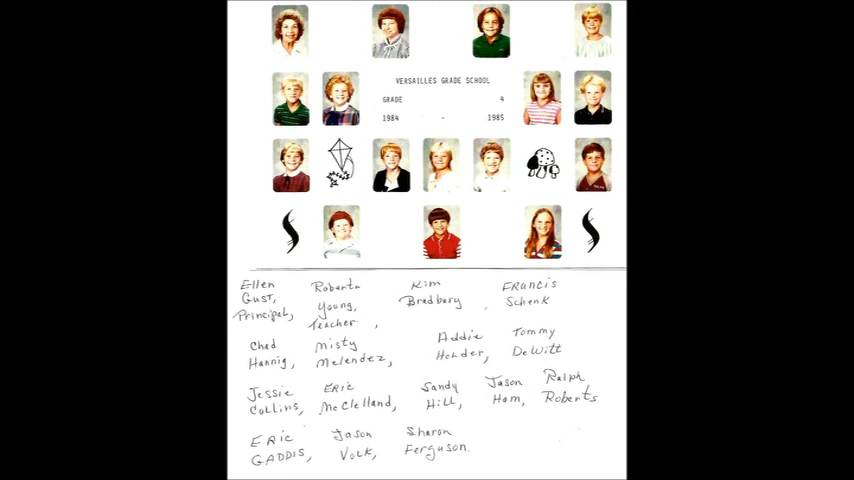 VERSAILLES GRADE SCHOOL
GRADE 4
1984 - 1985
Ellen Roberta Kim FRANCIS
GUST, Young, Bradbury, Schenk
Principal, Teacher,
Chad Misty Addie Tommy
Hannig, Melendez, Holder, DeWitt
Jessie ERIC Sandy Jason Ralph
Collins, McClelland, Hill, Ham, Roberts
ERIC Jason Sharon
GADDIS, Volk, Ferguson.